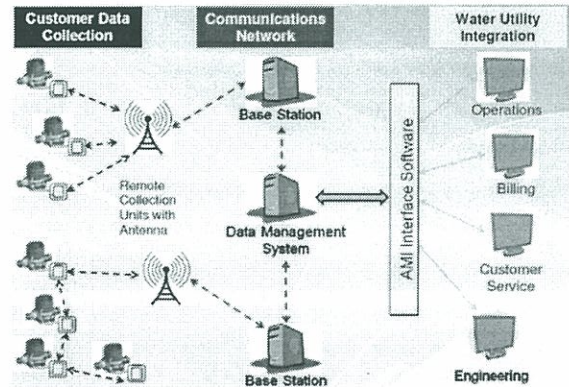 Customer Data
Collection
Communications
Network
Water Utility
Integration
Base Station
Remote
Collection
Units with
Antenna
Data Management
System
Base Station
AMI Interface Software
Operations
Billing
Customer
Service
Engineering